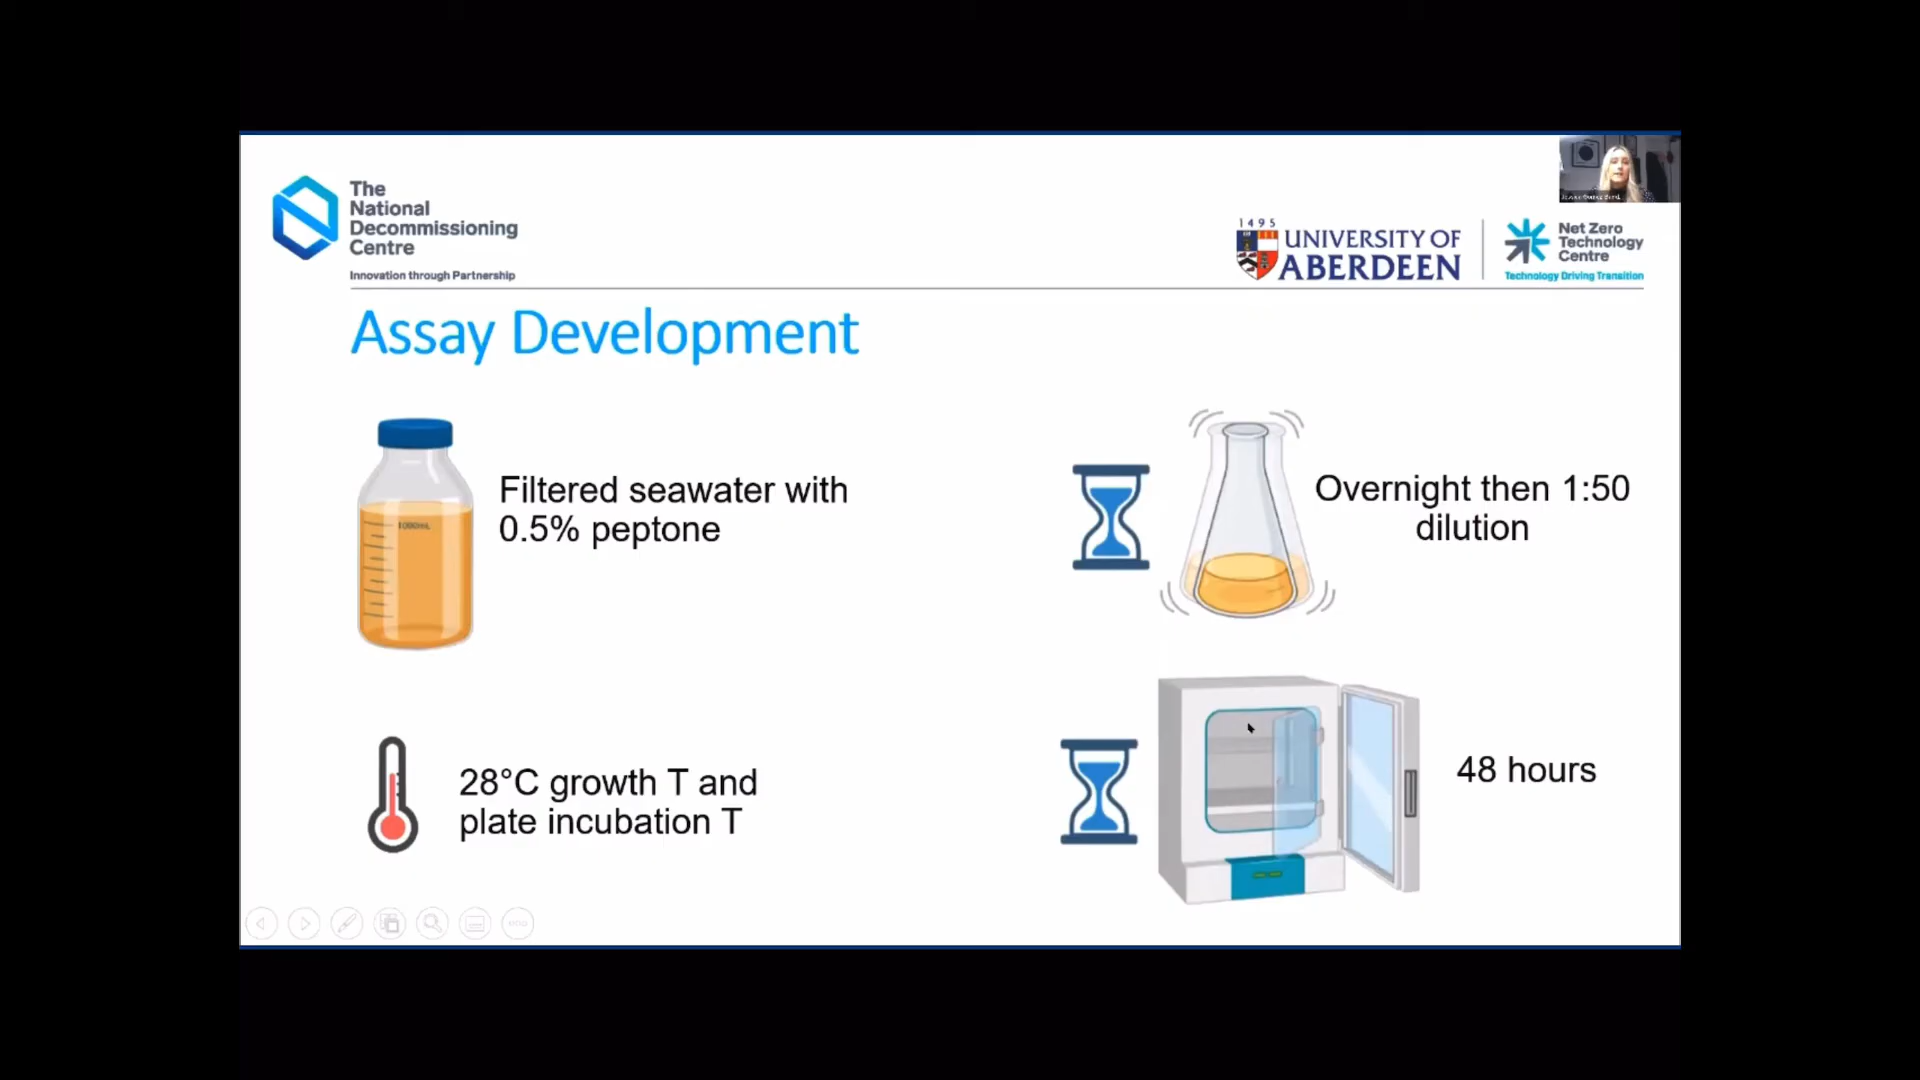 The
National
Decommissioning
Centre
Innovation through Partnership
1495
UNIVERSITY OF
ABERDEEN
Net Zero
Technology
Centre
Technology Driving Transition
Assay Development
1000mL
Filtered seawater with
0.5% peptone
Overnight then 1:50
dilution
28°C growth T and
plate incubation T
48 hours